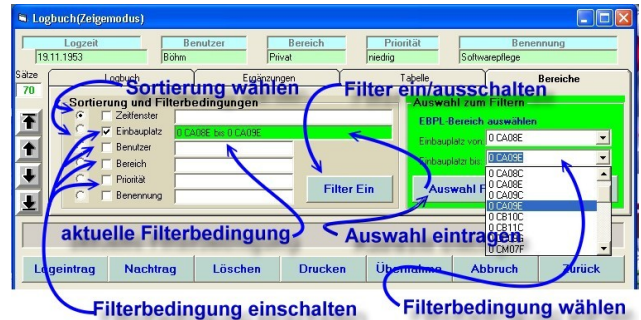 Logbuch(Zeigemodus)
Logzeit Benutzer Bereich Priorität Benennung
19.11.1953 Böhm Privat niedrig Softwarepflege
Sätze Logbuch Ergänzungen Tabelle Bereiche
70
Sortierung wählen
Filter ein/ausschalten
Sortierung und Filterbedingungen
Auswahl zum Filtern
Zeitfenster
EBPL-Bereich auswählen
Einbauplatz 0 CA08E bis 0 CA09E
Einbauplatz von: 0 CA08E
Benutzer
Einbauplatz bis: 0 CA09E
Bereich
Priorität
Benennung
Filter Ein
Auswahl
0 CA08C
0 CA08E
0 CA09C
0 CA09E
0 CB10C
0 CB11C
0 CM07F
aktuelle Filterbedingung
Auswahl eintragen
Logeintrag Nachtrag Löschen Drucken Übernahme Abbruch Zurück
Filterbedingung einschalten
Filterbedingung wählen